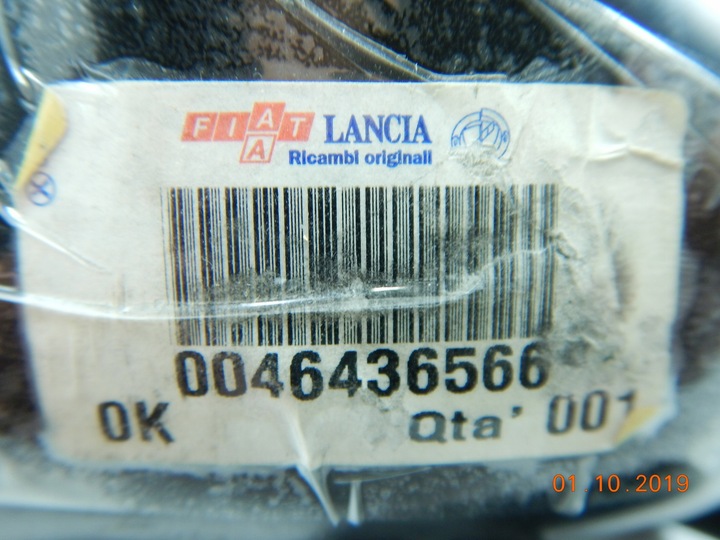 FIAT LANCIA
A
Ricambi originali
0046436566
OK Qta' 001
01 10 2019